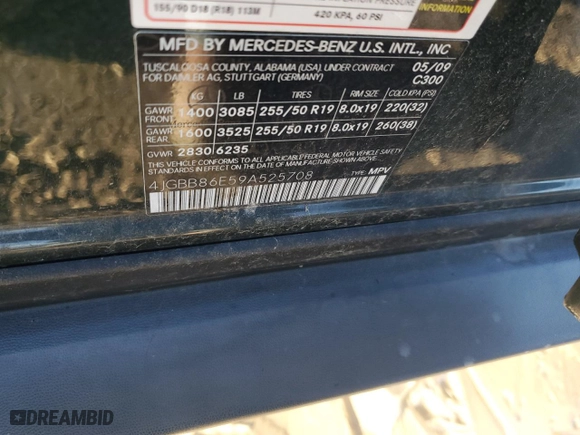 155/90 D18 (R18) 113M
420 KPA, 60 PSI
INFORMATION
MFD BY MERCEDES-BENZ U.S. INTL., INC
TUSCALOOSA COUNTY, ALABAMA (USA) UNDER CONTRACT 05/09
FOR DAIMLER AG, STUTTGART (GERMANY) C300
KG LB TIRES RIM SIZE COLD KPA (PSI)
GAWR FRONT 1400 3085 255/50 R19 8.0x19 220(32)
GAWR REAR 1600 3525 255/50 R19 8.0x19 260(38)
GVWR 2830 6235
THIS VEHICLE CONFORMS TO ALL APPLICABLE FEDERAL MOTOR VEHICLE SAFETY
AND THEFT PREVENTION STANDARDS IN EFFECT ON THE DATE OF
MANUFACTURE SHOWN ABOVE.
4JGBB86E59A525708 TYPE: MPV
DREAMBID